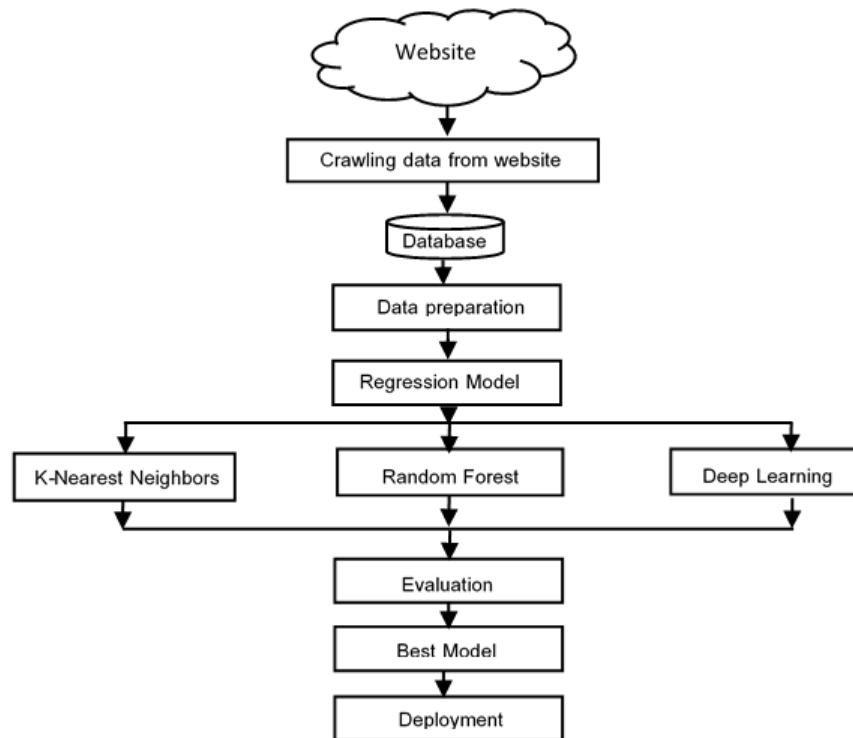 Website
Crawling data from website
Database
Data preparation
Regression Model
K-Nearest Neighbors
Random Forest
Deep Learning
Evaluation
Best Model
Deployment